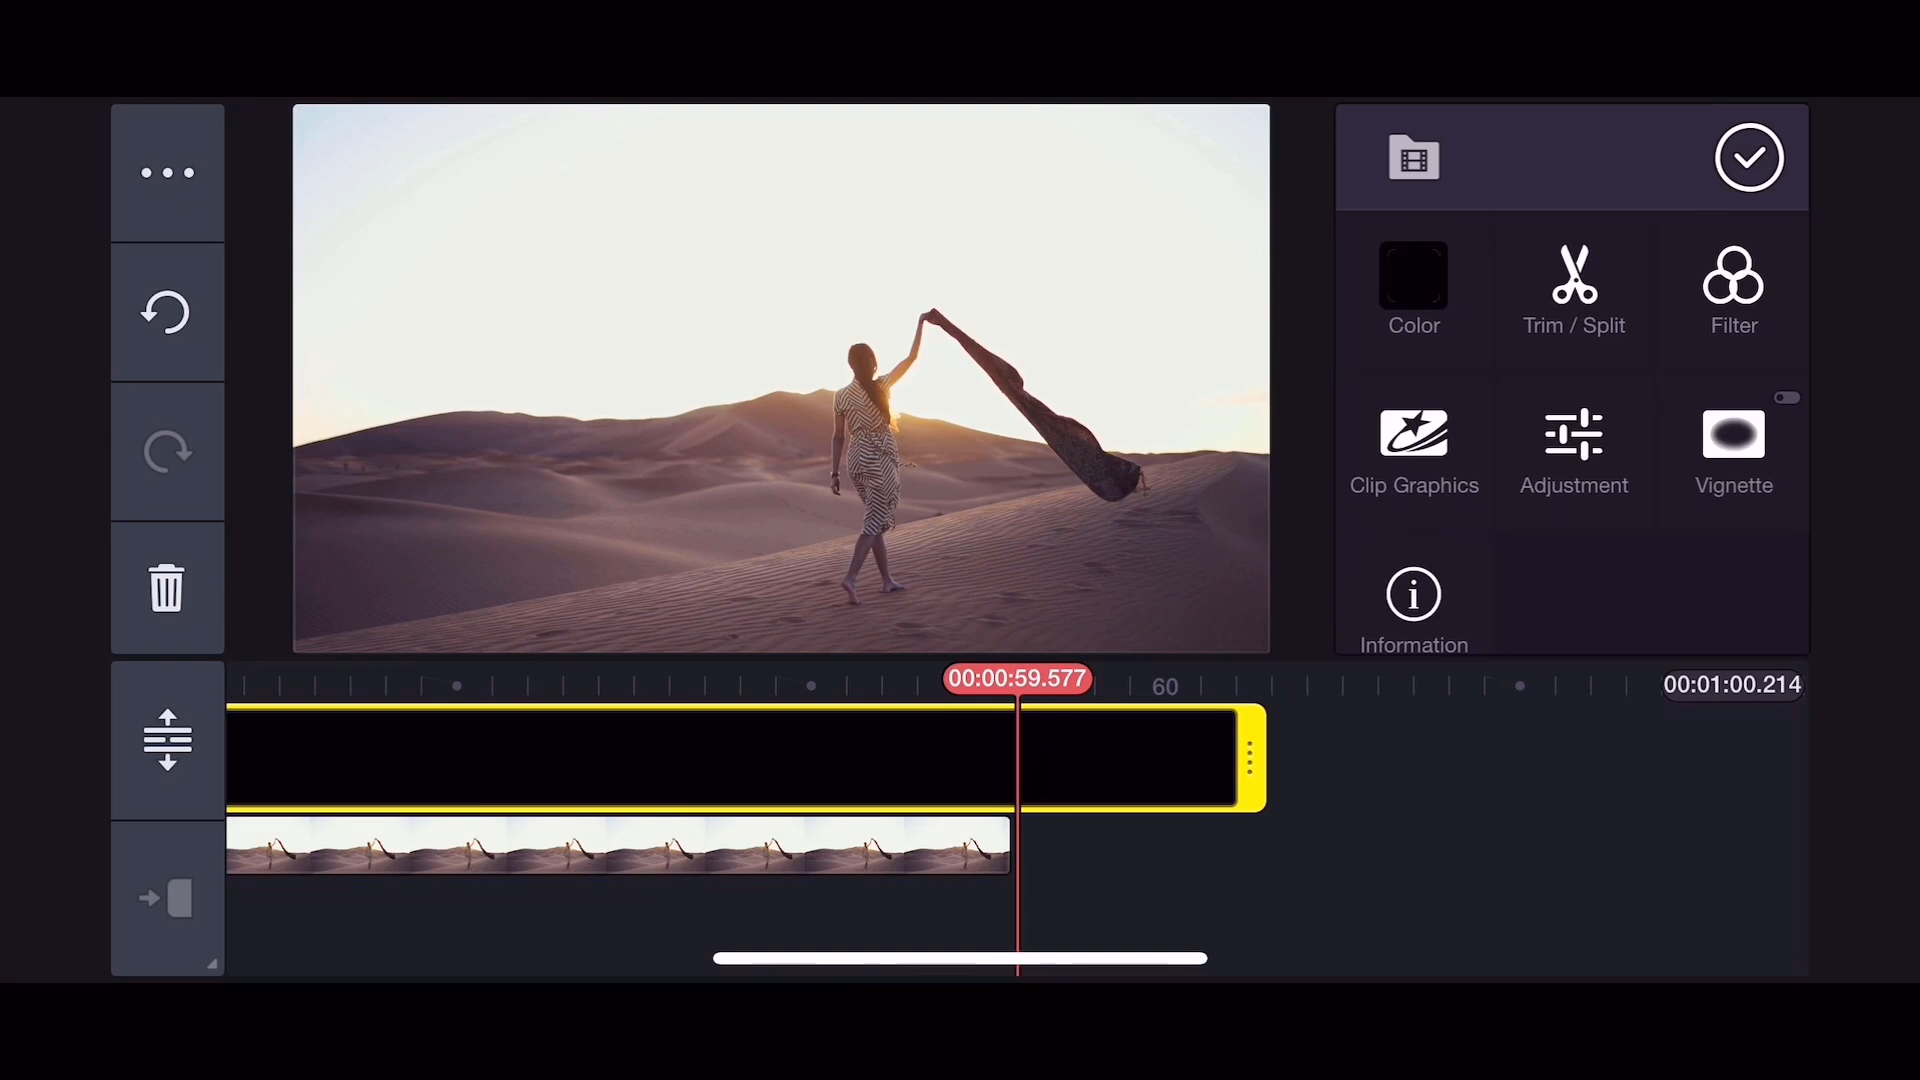 Color
Trim / Split
Filter
Clip Graphics
Adjustment
Vignette
i
Information
00:00:59.577
60
00:01:00.214